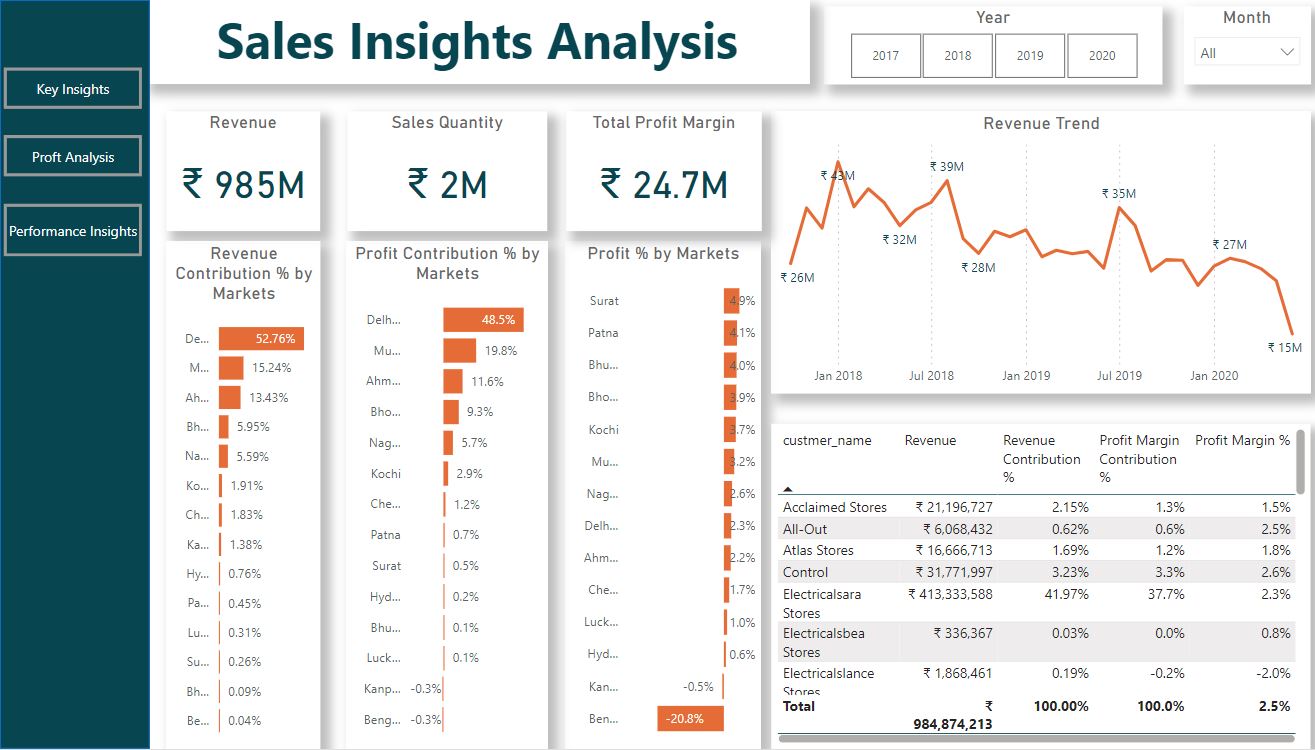 Sales Insights Analysis
Year
2017
2018
2019
2020
Month
All
Key Insights
Proft Analysis
Performance Insights
Revenue
₹ 985M
Sales Quantity
₹ 2M
Total Profit Margin
₹ 24.7M
Revenue Trend
₹ 43M
₹ 39M
₹ 35M
₹ 32M
₹ 28M
₹ 27M
₹ 26M
₹ 15M
Jan 2018
Jul 2018
Jan 2019
Jul 2019
Jan 2020
Revenue
Contribution % by
Markets
De... 52.76%
M... 15.24%
Ah... 13.43%
Bh... 5.95%
Na... 5.59%
Ko... 1.91%
Ch... 1.83%
Ka... 1.38%
Hy... 0.76%
Pa... 0.45%
Lu... 0.31%
Su... 0.26%
Bh... 0.09%
Be... 0.04%
Profit Contribution % by
Markets
Delh... 48.5%
Mu... 19.8%
Ahm... 11.6%
Bho... 9.3%
Nag... 5.7%
Kochi 2.9%
Che... 1.2%
Patna 0.7%
Surat 0.5%
Hyd... 0.2%
Bhu... 0.1%
Luck... 0.1%
Kanp... -0.3%
Beng... -0.3%
Profit % by Markets
Surat 4.9%
Patna 4.1%
Bhu... 4.0%
Bho... 3.9%
Kochi 3.7%
Mu... 3.2%
Nag... 2.6%
Delh... 2.3%
Ahm... 2.2%
Che... 1.7%
Luck... 1.0%
Hyd... 0.6%
Kan... -0.5%
Ben... -20.8%
custmer_name Revenue Revenue Profit Margin Profit Margin %
Contribution Contribution
% %
Acclaimed Stores ₹ 21,196,727 2.15% 1.3% 1.5%
All-Out ₹ 6,068,432 0.62% 0.6% 2.5%
Atlas Stores ₹ 16,666,713 1.69% 1.2% 1.8%
Control ₹ 31,771,997 3.23% 3.3% 2.6%
Electricalsara ₹ 413,333,588 41.97% 37.7% 2.3%
Stores
Electricalsbea ₹ 336,367 0.03% 0.0% 0.8%
Stores
Electricalslance ₹ 1,868,461 0.19% -0.2% -2.0%
Stores
Total ₹ 100.00% 100.0% 2.5%
984,874,213